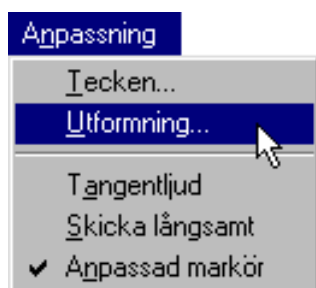 Anpassning
Tecken...
Utformning...
Tangentljud
Skicka långsamt
Anpassad markör